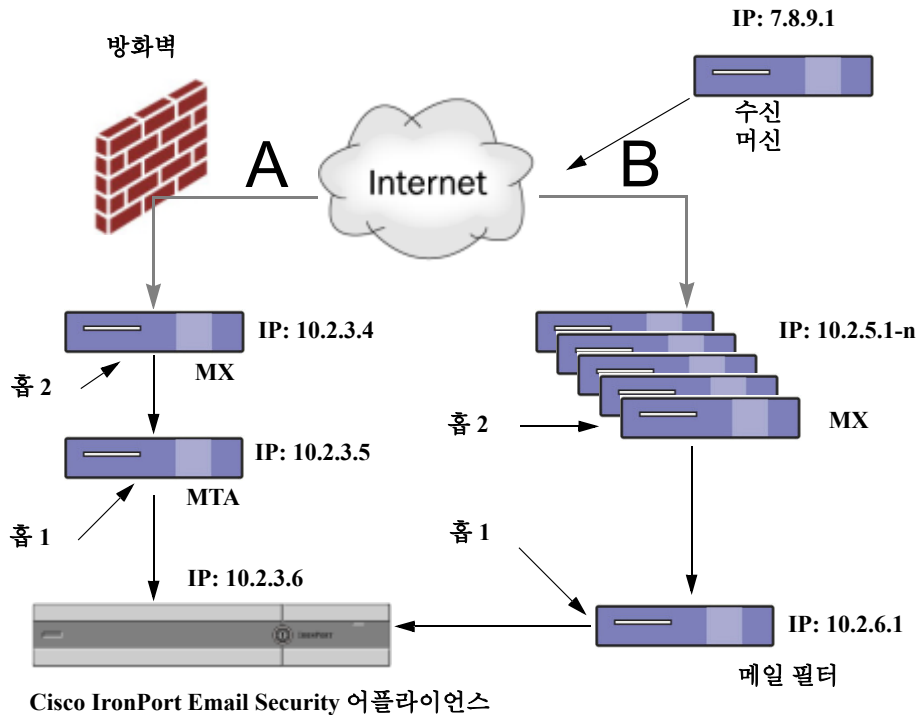 IP: 7.8.9.1
방화벽
수신
머신
A
Internet
B
IP: 10.2.3.4
MX
홉 2
IP: 10.2.5.1-n
MX
홉 2
IP: 10.2.3.5
MTA
홉 1
홉 1
IP: 10.2.3.6
IRONPORT
IP: 10.2.6.1
메일 필터
Cisco IronPort Email Security 어플라이언스